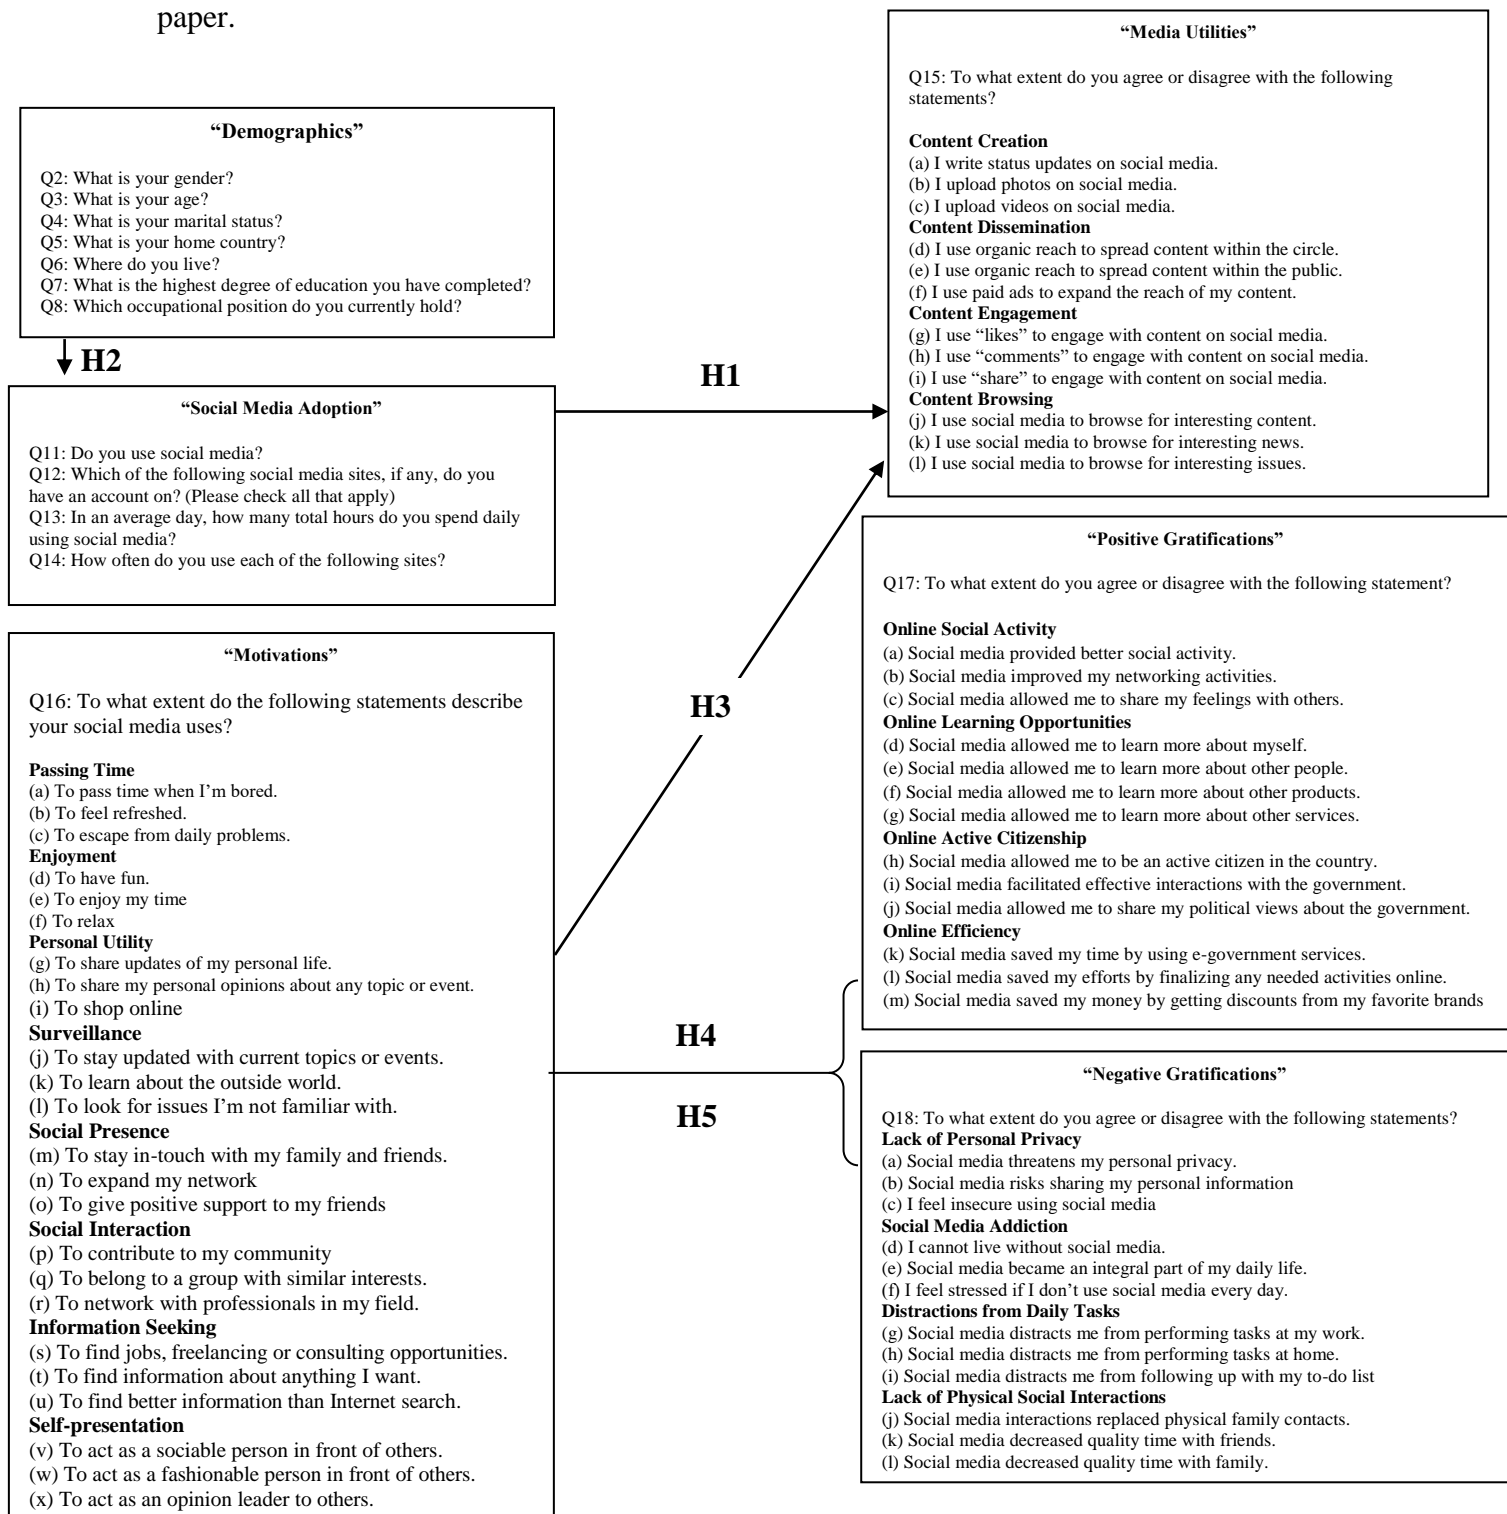 paper.
“Demographics”
Q2: What is your gender?
Q3: What is your age?
Q4: What is your marital status?
Q5: What is your home country?
Q6: Where do you live?
Q7: What is the highest degree of education you have completed?
Q8: Which occupational position do you currently hold?
H2
“Social Media Adoption”
Q11: Do you use social media?
Q12: Which of the following social media sites, if any, do you
have an account on? (Please check all that apply)
Q13: In an average day, how many total hours do you spend daily
using social media?
Q14: How often do you use each of the following sites?
“Motivations”
Q16: To what extent do the following statements describe
your social media uses?
Passing Time
(a) To pass time when I’m bored.
(b) To feel refreshed.
(c) To escape from daily problems.
Enjoyment
(d) To have fun.
(e) To enjoy my time
(f) To relax
Personal Utility
(g) To share updates of my personal life.
(h) To share my personal opinions about any topic or event.
(i) To shop online
Surveillance
(j) To stay updated with current topics or events.
(k) To learn about the outside world.
(l) To look for issues I’m not familiar with.
Social Presence
(m) To stay in-touch with my family and friends.
(n) To expand my network
(o) To give positive support to my friends
Social Interaction
(p) To contribute to my community
(q) To belong to a group with similar interests.
(r) To network with professionals in my field.
Information Seeking
(s) To find jobs, freelancing or consulting opportunities.
(t) To find information about anything I want.
(u) To find better information than Internet search.
Self-presentation
(v) To act as a sociable person in front of others.
(w) To act as a fashionable person in front of others.
(x) To act as an opinion leader to others.
H1
H3
H4
H5
“Media Utilities”
Q15: To what extent do you agree or disagree with the following
statements?
Content Creation
(a) I write status updates on social media.
(b) I upload photos on social media.
(c) I upload videos on social media.
Content Dissemination
(d) I use organic reach to spread content within the circle.
(e) I use organic reach to spread content within the public.
(f) I use paid ads to expand the reach of my content.
Content Engagement
(g) I use “likes” to engage with content on social media.
(h) I use “comments” to engage with content on social media.
(i) I use “share” to engage with content on social media.
Content Browsing
(j) I use social media to browse for interesting content.
(k) I use social media to browse for interesting news.
(l) I use social media to browse for interesting issues.
“Positive Gratifications”
Q17: To what extent do you agree or disagree with the following statement?
Online Social Activity
(a) Social media provided better social activity.
(b) Social media improved my networking activities.
(c) Social media allowed me to share my feelings with others.
Online Learning Opportunities
(d) Social media allowed me to learn more about myself.
(e) Social media allowed me to learn more about other people.
(f) Social media allowed me to learn more about other products.
(g) Social media allowed me to learn more about other services.
Online Active Citizenship
(h) Social media allowed me to be an active citizen in the country.
(i) Social media facilitated effective interactions with the government.
(j) Social media allowed me to share my political views about the government.
Online Efficiency
(k) Social media saved my time by using e-government services.
(l) Social media saved my efforts by finalizing any needed activities online.
(m) Social media saved my money by getting discounts from my favorite brands
“Negative Gratifications”
Q18: To what extent do you agree or disagree with the following statements?
Lack of Personal Privacy
(a) Social media threatens my personal privacy.
(b) Social media risks sharing my personal information
(c) I feel insecure using social media
Social Media Addiction
(d) I cannot live without social media.
(e) Social media became an integral part of my daily life.
(f) I feel stressed if I don’t use social media every day.
Distractions from Daily Tasks
(g) Social media distracts me from performing tasks at my work.
(h) Social media distracts me from performing tasks at home.
(i) Social media distracts me from following up with my to-do list
Lack of Physical Social Interactions
(j) Social media interactions replaced physical family contacts.
(k) Social media decreased quality time with friends.
(l) Social media decreased quality time with family.